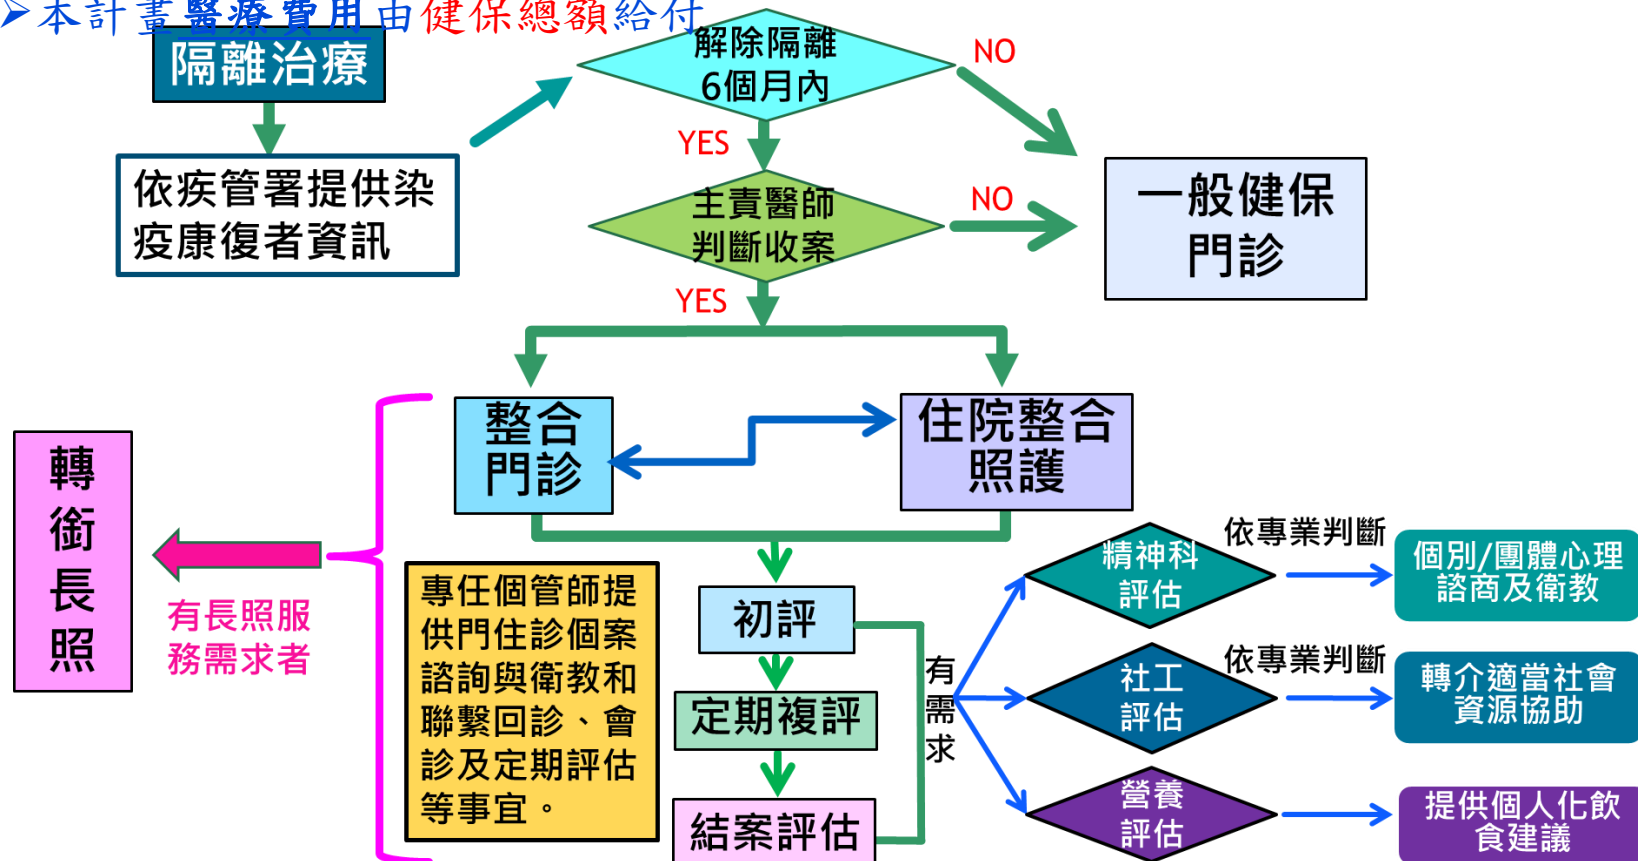 ➢本計畫醫療費用由健保總額給付
隔離治療
解除隔離
6個月內
NO
YES
依疾管署提供染
疫康復者資訊
主責醫師
判斷收案
NO
一般健保
門診
YES
整合
門診
住院整合
照護
轉
銜
長
照
有長照服
務需求者
專任個管師提
供門住診個案
諮詢與衛教和
聯繫回診、會
診及定期評估
等事宜。
初評
定期複評
結案評估
有
需
求
精神科
評估
依專業判斷
個別/團體心理
諮商及衛教
社工
評估
依專業判斷
轉介適當社會
資源協助
營養
評估
提供個人化飲
食建議